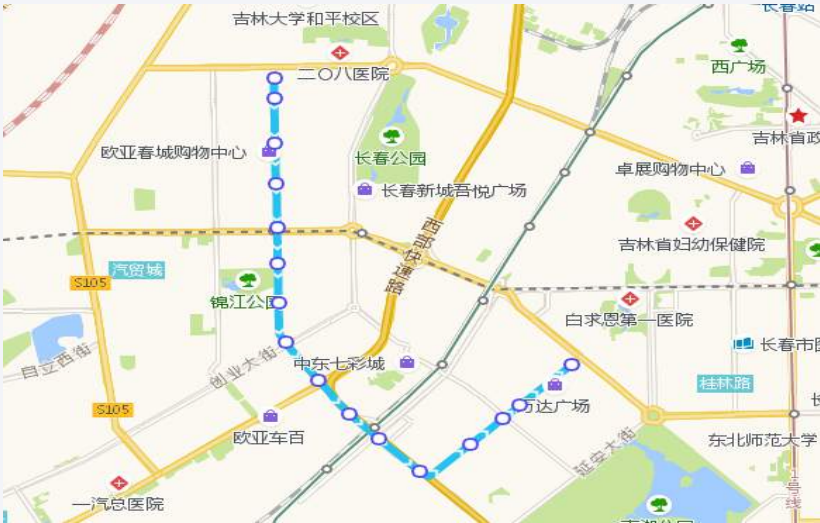 长春站
吉林大学和平校区
西广场
二〇八医院
吉林省政
欧亚春城购物中心
长春公园
卓展购物中心
长春新城吾悦广场
西部快速路
吉林省妇幼保健院
汽贸城
S105
锦江公园
白求恩第一医院
长春市图
自立西街
创业大街
中东七彩城
桂林路
S105
万达广场
欧亚车百
延安大街
东北师范大学
1号线
一汽总医院